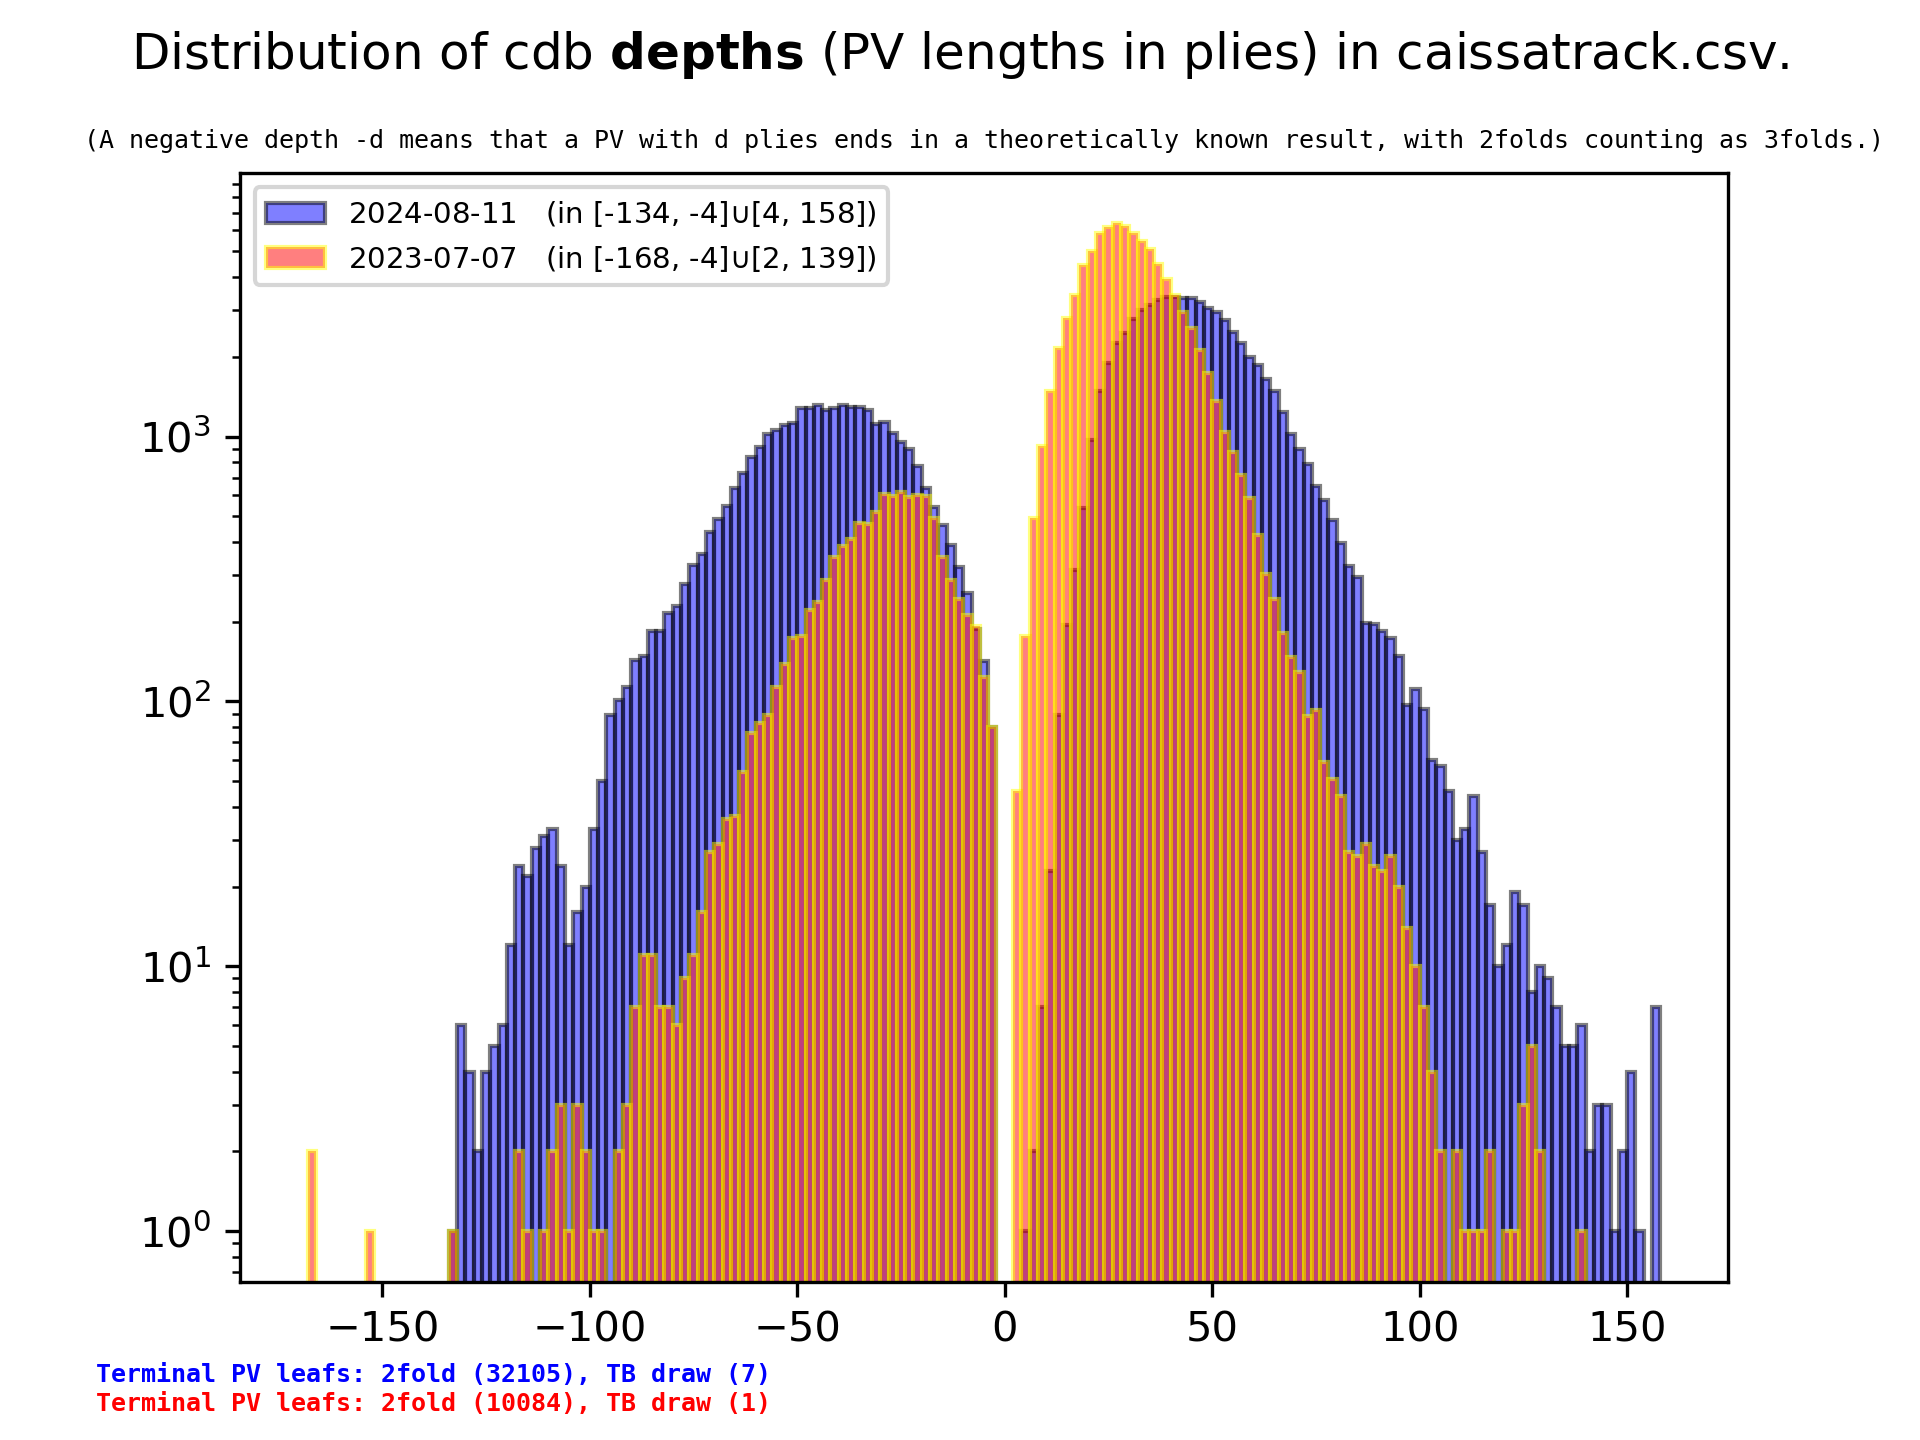 Distribution of cdb depths (PV lengths in plies) in caissatrack.csv.
(A negative depth -d means that a PV with d plies ends in a theoretically known result, with 2folds counting as 3folds.)
2024-08-11 (in [-134, -4]∪[4, 158])
2023-07-07 (in [-168, -4]∪[2, 139])
10³
10²
10¹
10⁰
−150 −100 −50 0 50 100 150
Terminal PV leafs: 2fold (32105), TB draw (7)
Terminal PV leafs: 2fold (10084), TB draw (1)